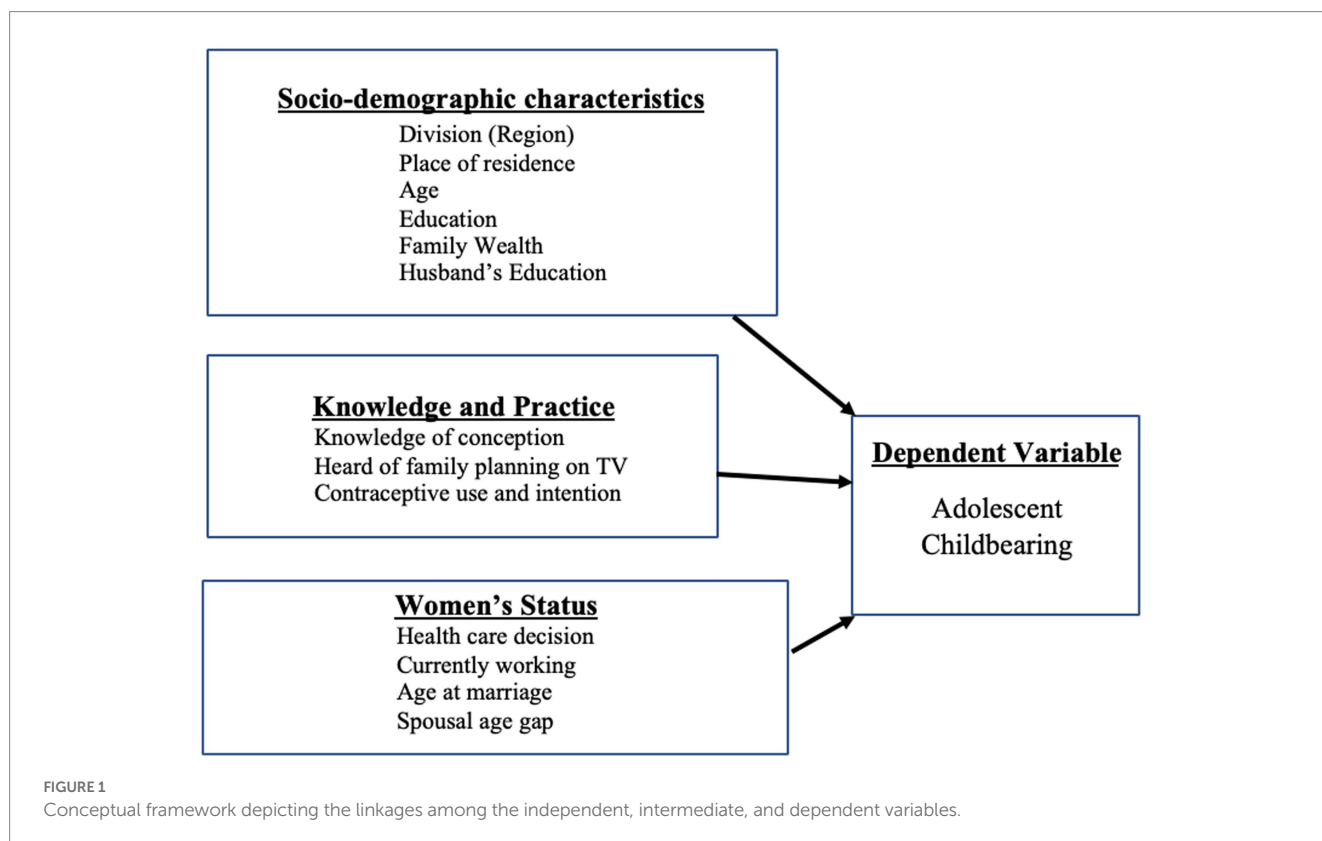 Socio-demographic characteristics
Division (Region)
Place of residence
Age
Education
Family Wealth
Husband's Education
Knowledge and Practice
Knowledge of conception
Heard of family planning on TV
Contraceptive use and intention
Women's Status
Health care decision
Currently working
Age at marriage
Spousal age gap
Dependent Variable
Adolescent
Childbearing
FIGURE 1
Conceptual framework depicting the linkages among the independent, intermediate, and dependent variables.